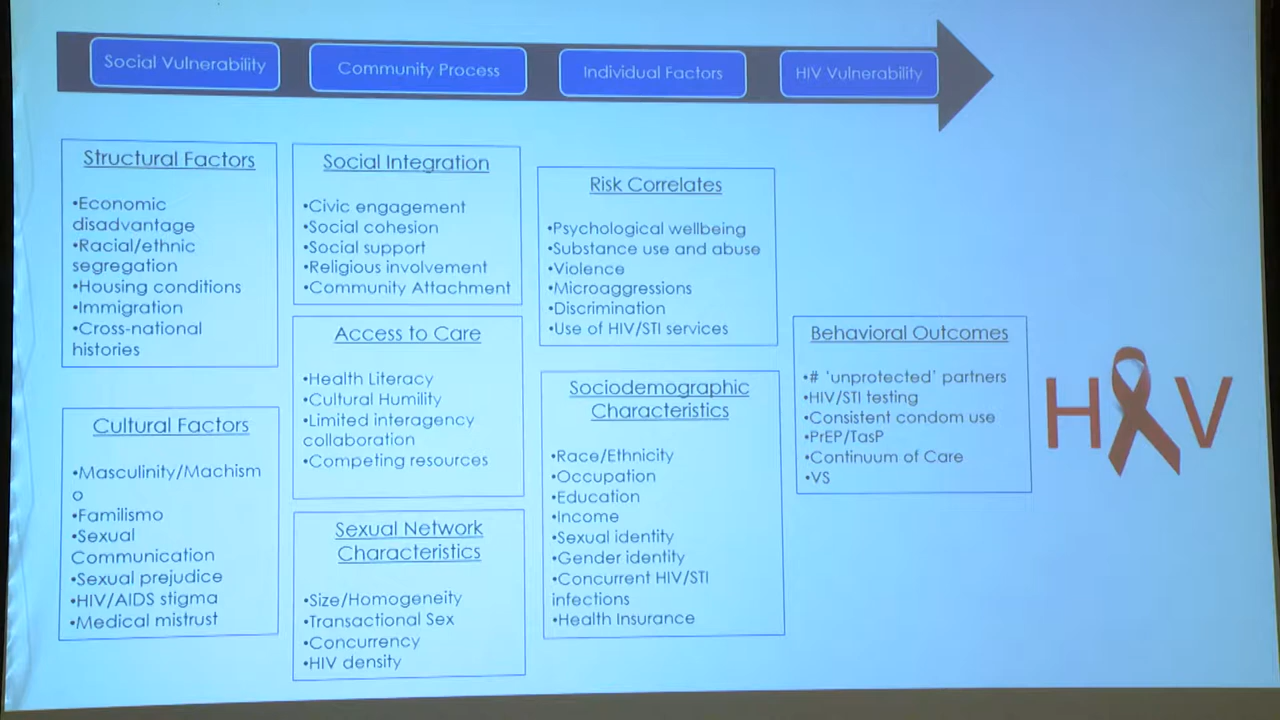 Social Vulnerability
Community Process
Individual Factors
HIV Vulnerability
Structural Factors
•Economic
disadvantage
•Racial/ethnic
segregation
•Housing conditions
•Immigration
•Cross-national
histories
Cultural Factors
•Masculinity/Machism
o
•Familismo
•Sexual
Communication
•Sexual prejudice
•HIV/AIDS stigma
•Medical mistrust
Social Integration
•Civic engagement
•Social cohesion
•Social support
•Religious involvement
•Community Attachment
Access to Care
•Health Literacy
•Cultural Humility
•Limited interagency
collaboration
•Competing resources
Sexual Network
Characteristics
•Size/Homogeneity
•Transactional Sex
•Concurrency
•HIV density
Risk Correlates
•Psychological wellbeing
•Substance use and abuse
•Violence
•Microaggressions
•Discrimination
•Use of HIV/STI services
Sociodemographic
Characteristics
•Race/Ethnicity
•Occupation
•Education
•Income
•Sexual identity
•Gender identity
•Concurrent HIV/STI
infections
•Health Insurance
Behavioral Outcomes
•# 'unprotected' partners
•HIV/STI testing
•Consistent condom use
•PrEP/TasP
•Continuum of Care
•VS
HIV